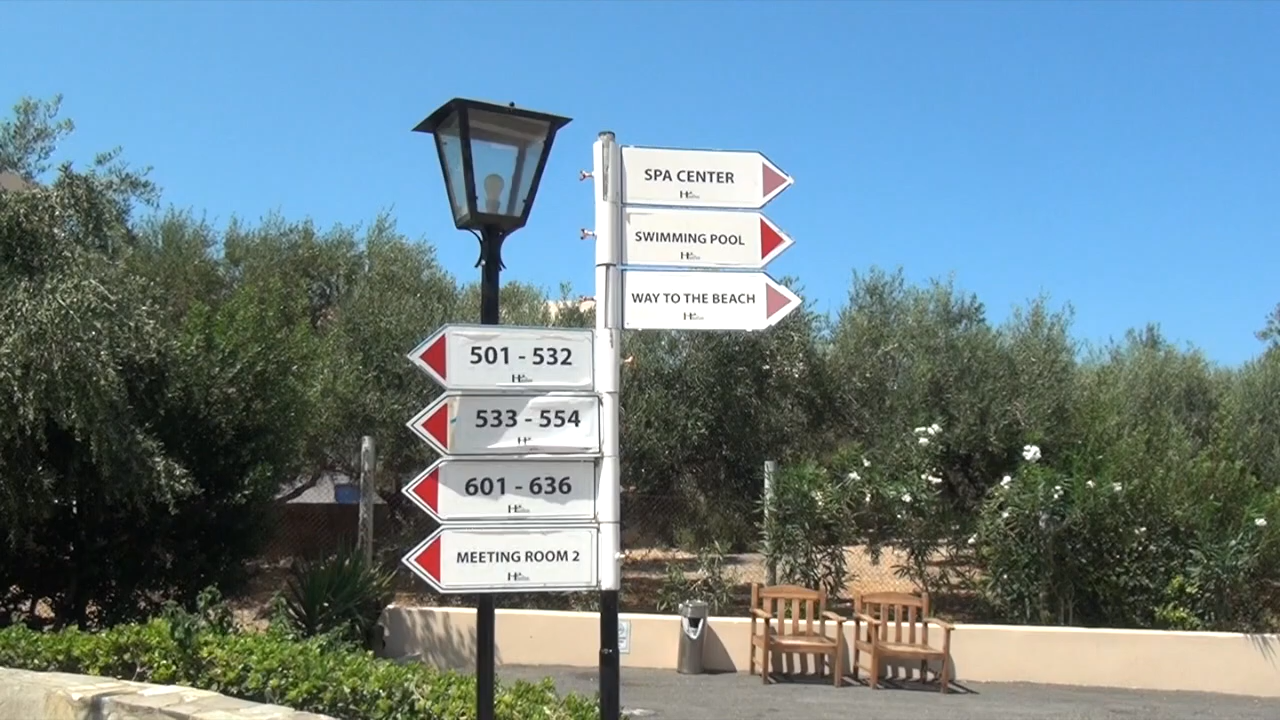 SPA CENTER
SWIMMING POOL
WAY TO THE BEACH
501 - 532
533 - 554
601 - 636
MEETING ROOM 2